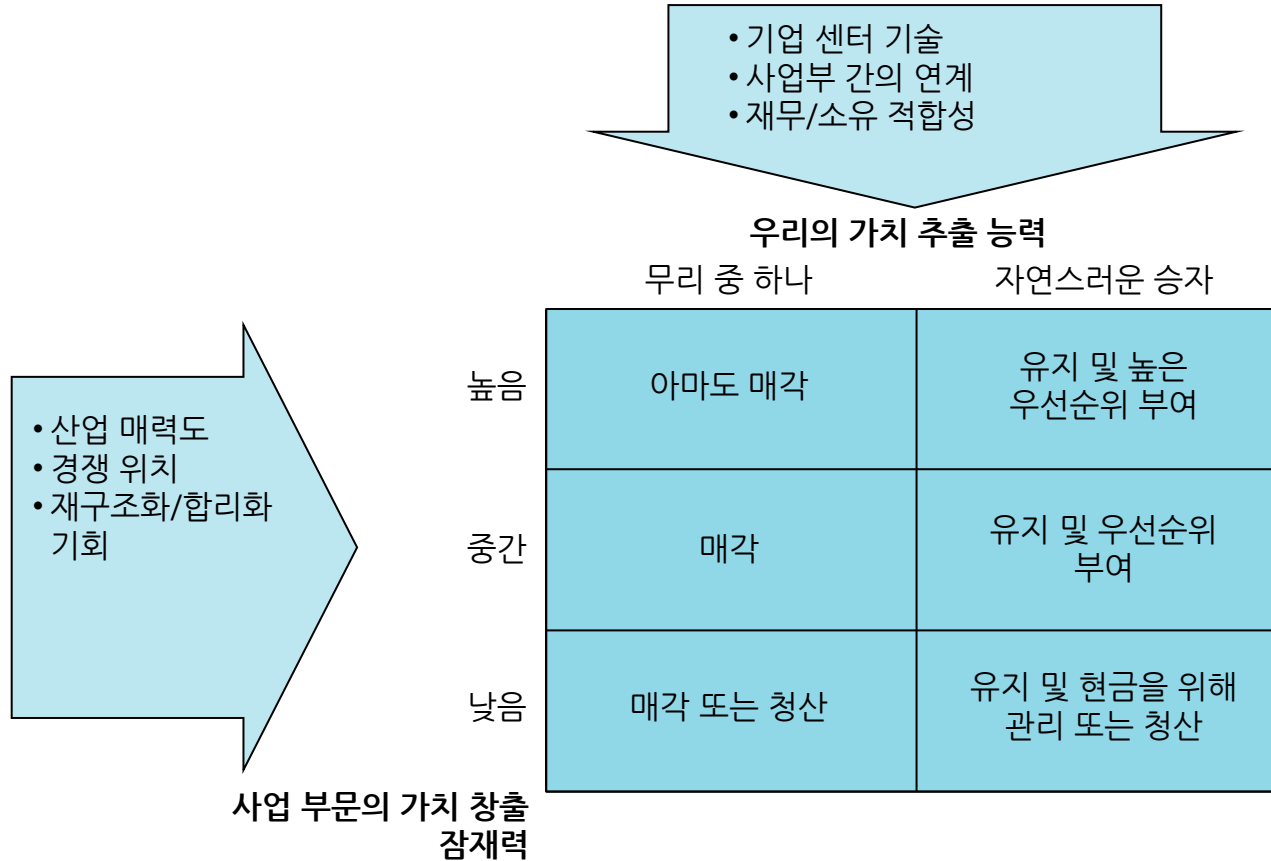 • 기업 센터 기술
• 사업부 간의 연계
• 재무/소유 적합성
우리의 가치 추출 능력
무리 중 하나
자연스러운 승자
• 산업 매력도
• 경쟁 위치
• 재구조화/합리화
기회
높음
아마도 매각
유지 및 높은
우선순위 부여
중간
매각
유지 및 우선순위
부여
낮음
매각 또는 청산
유지 및 현금을 위해
관리 또는 청산
사업 부문의 가치 창출
잠재력